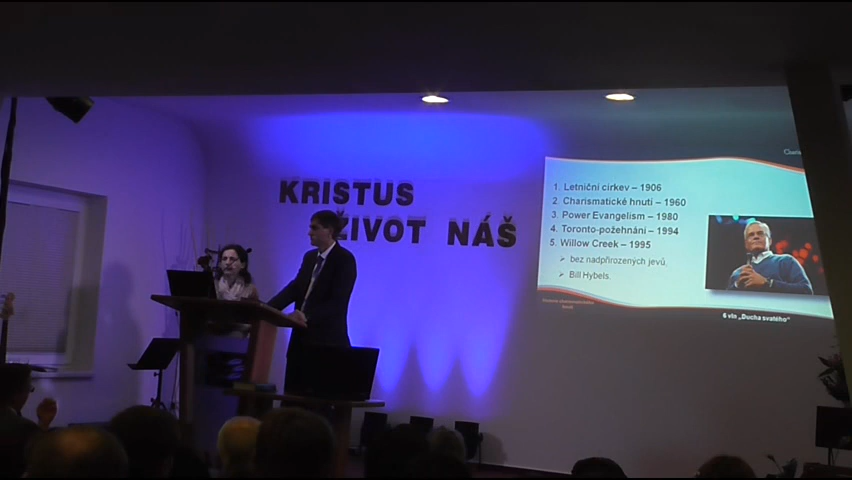 KRISTUS
ŽIVOT NÁŠ
1. Letniční církev – 1906
2. Charismatické hnutí – 1960
3. Power Evangelism – 1980
4. Toronto-požehnání – 1994
5. Willow Creek – 1995
bez nadpřirozených jevů,
Bill Hybels.
6 vln „Ducha svatého“